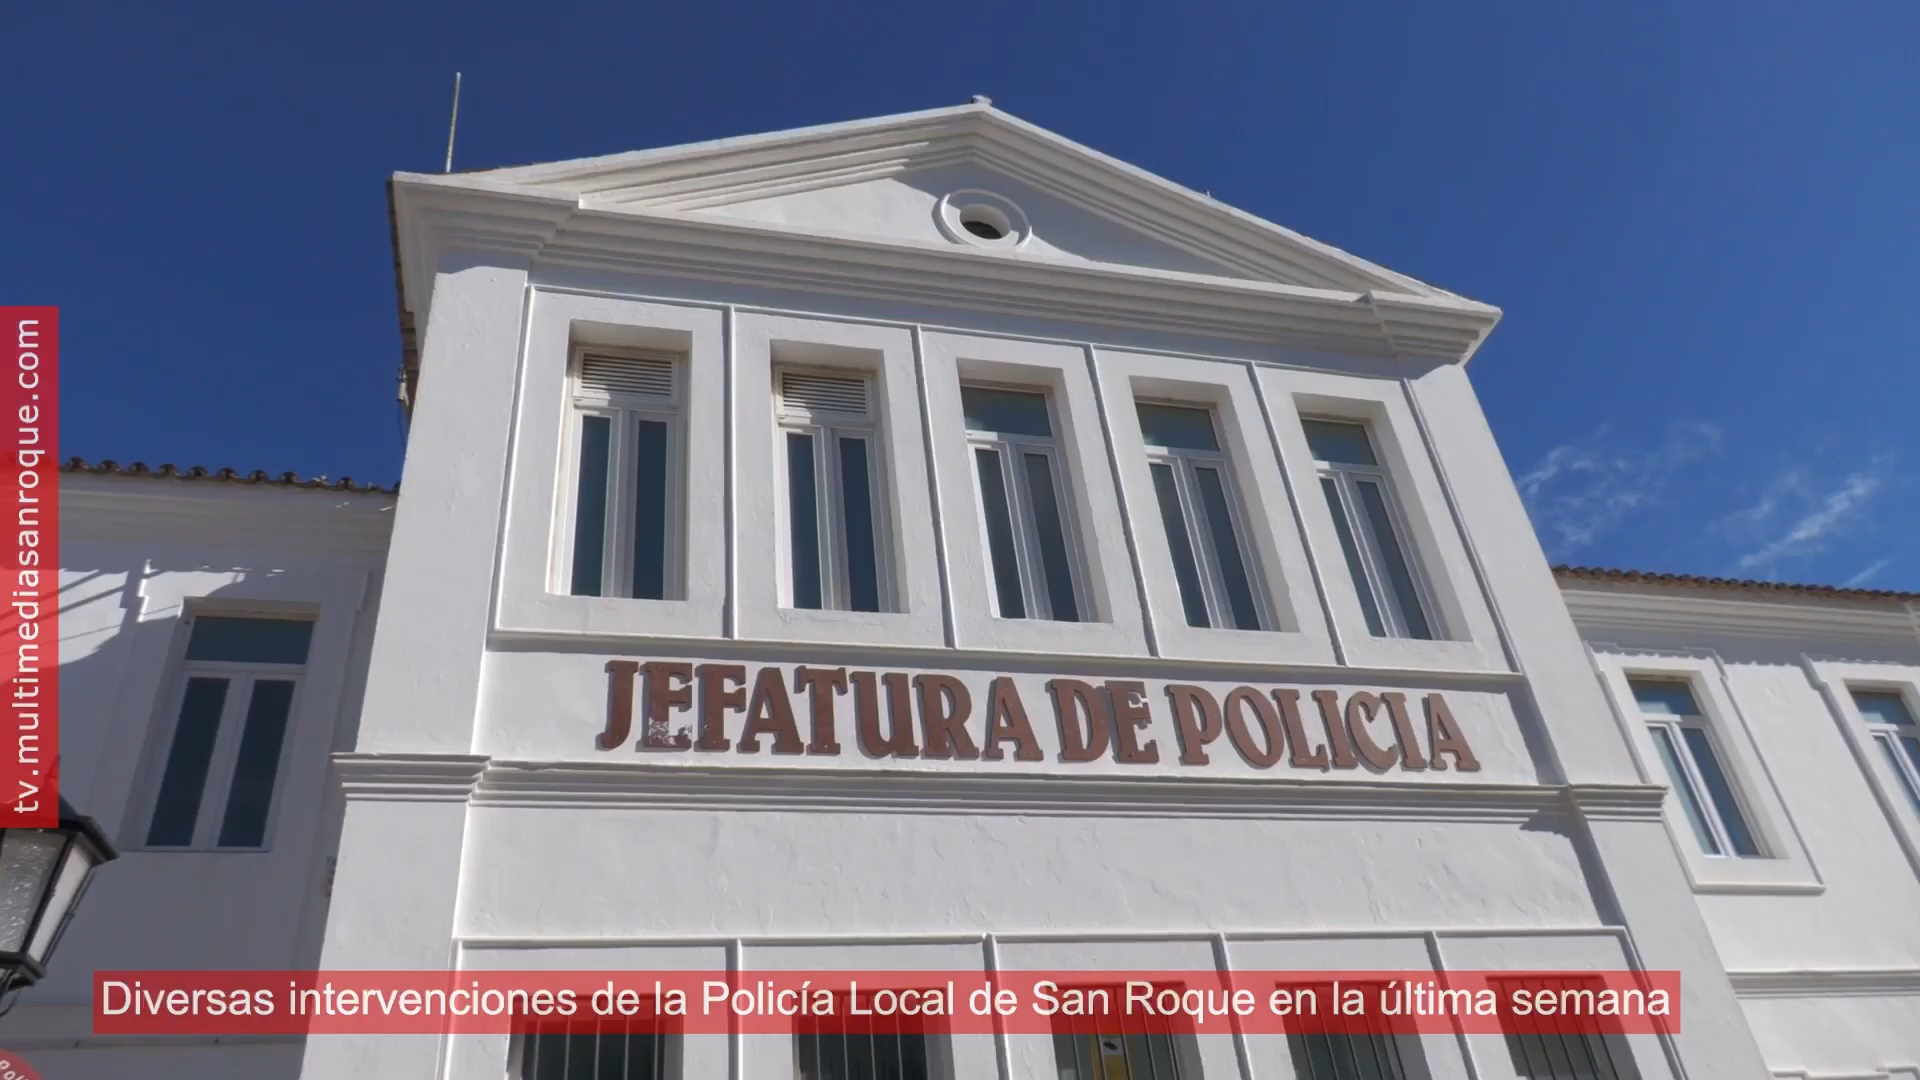 tv.multimediasanroque.com
JEFATURA DE POLICIA
Diversas intervenciones de la Policía Local de San Roque en la última semana